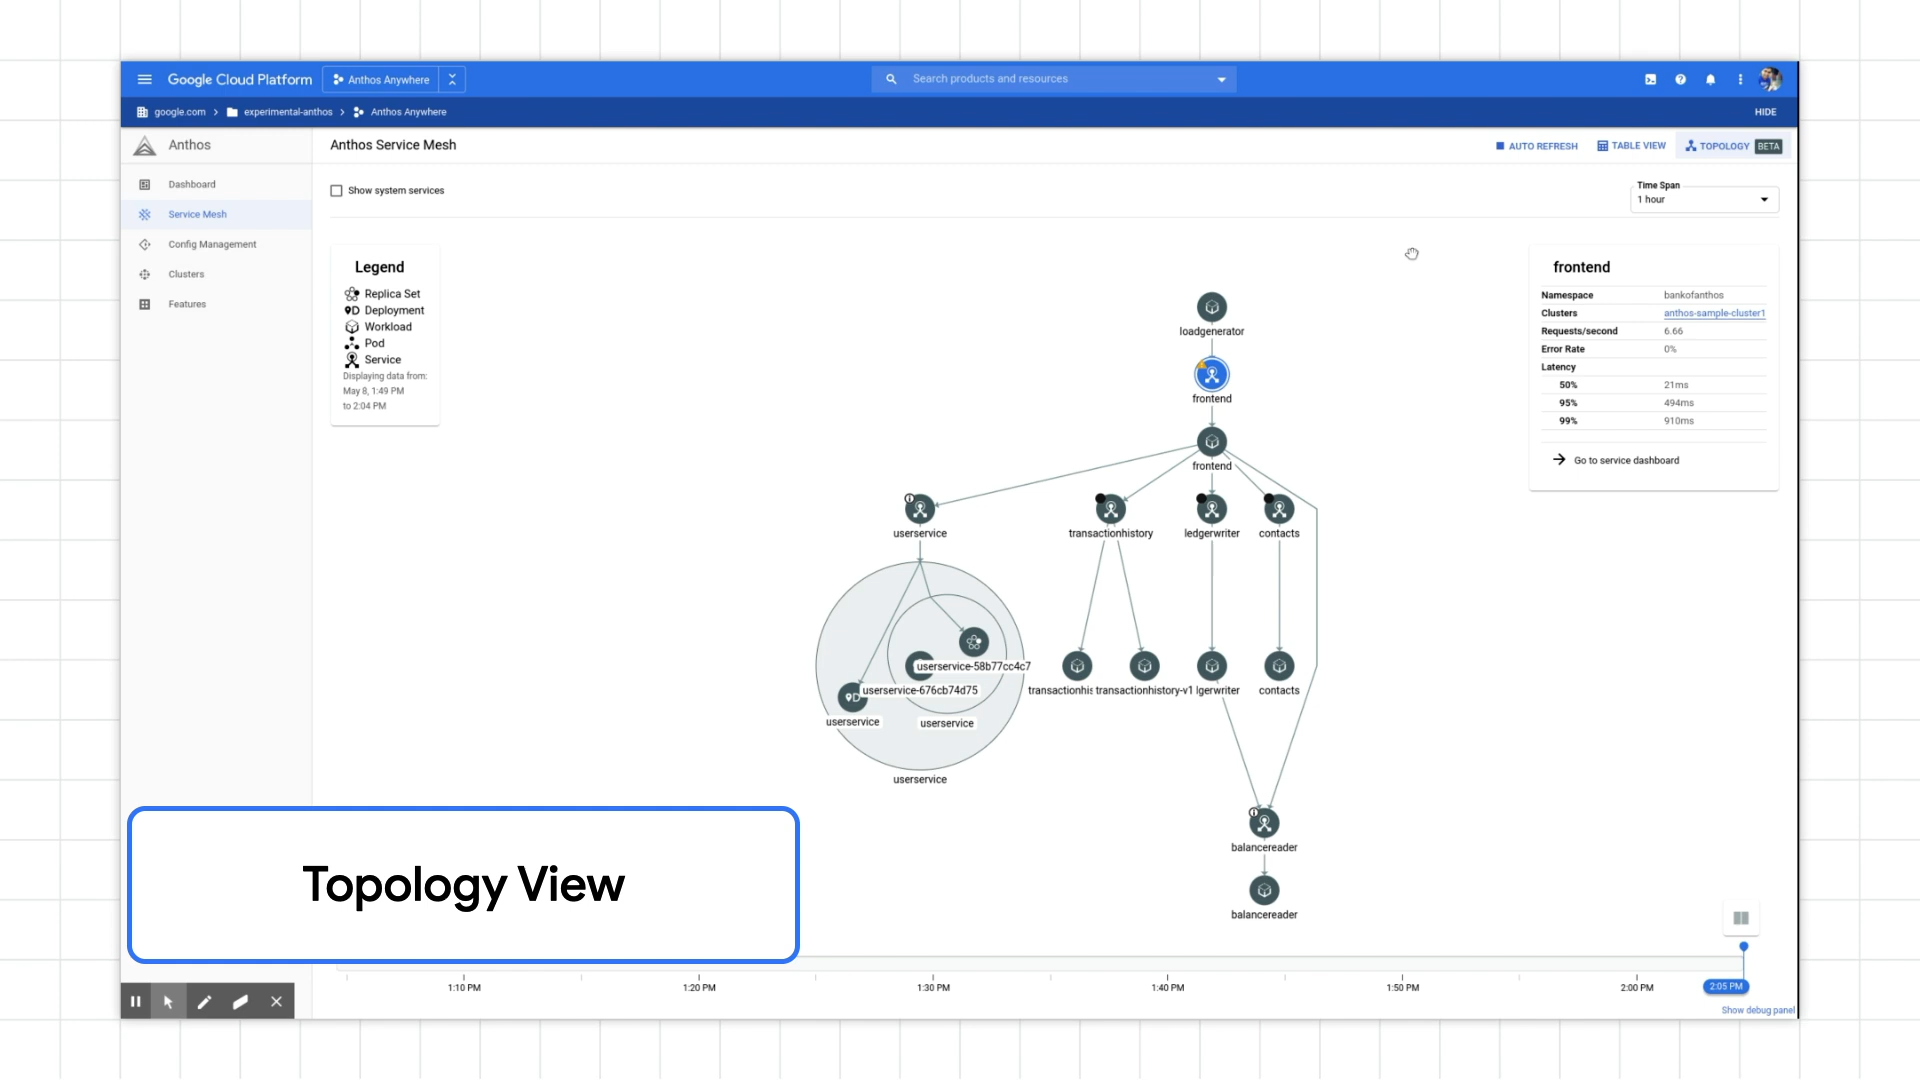 Google Cloud Platform
Anthos Anywhere
Search products and resources
google.com
experimental-anthos
Anthos Anywhere
HIDE
Anthos
Anthos Service Mesh
AUTO REFRESH
TABLE VIEW
TOPOLOGY BETA
Dashboard
Service Mesh
Config Management
Clusters
Features
Show system services
Time Span
1 hour
Legend
Replica Set
Deployment
Workload
Pod
Service
Displaying data from:
May 8, 1:49 PM
to 2:04 PM
frontend
Namespace bankofanthos
Clusters anthos-sample-cluster1
Requests/second 6.66
Error Rate 0%
Latency
50% 21ms
95% 494ms
99% 910ms
Go to service dashboard
loadgenerator
frontend
frontend
userservice
transactionhistory
ledgerwriter
contacts
userservice-58b77cc4c7
userservice-676cb74d75
D
userservice
userservice
userservice
transactionhis
transactionhistory-v1
lgerwriter
contacts
balancereader
balancereader
Topology View
1:10 PM
1:20 PM
1:30 PM
1:40 PM
1:50 PM
2:00 PM
2:05 PM
Show debug panel